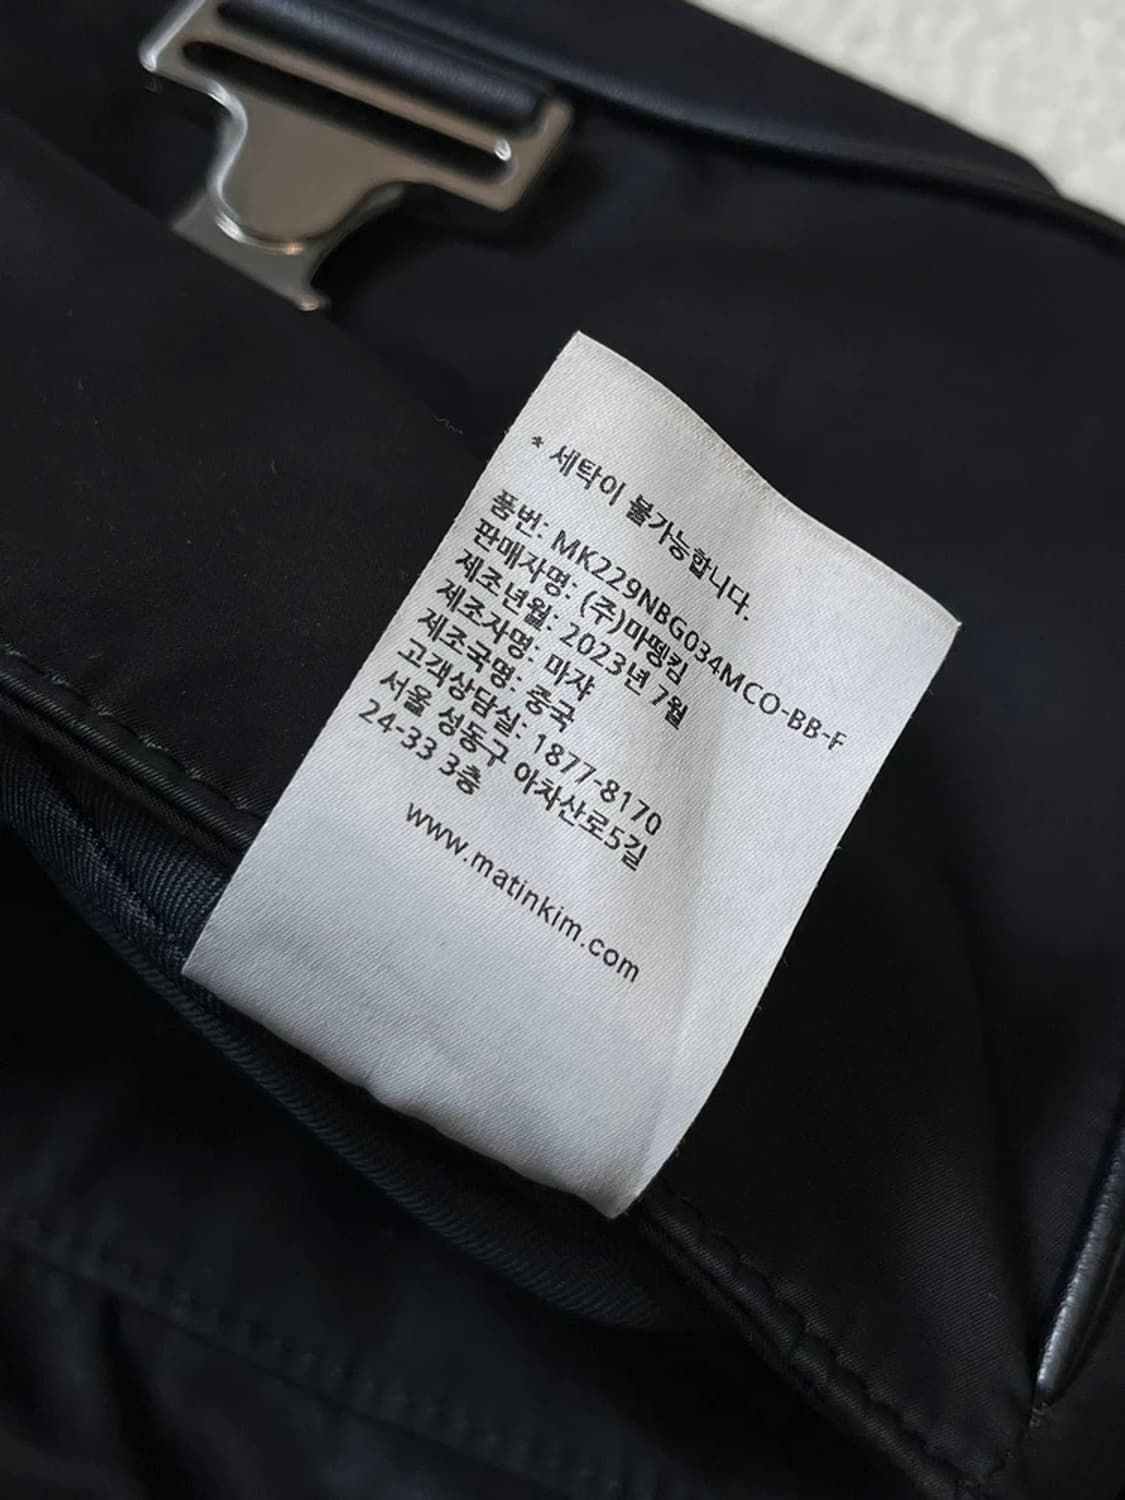 * 세탁이 불가능합니다.
품번: MK229NBG034MCO-BB-F
판매자명: (주)마뗑킴
제조년월: 2023년 7월
제조자명: 마쟈
제조국명: 중국
고객상담실: 1877-8170
서울 성동구 아차산로5길
24-33 3층
www.matinkim.com